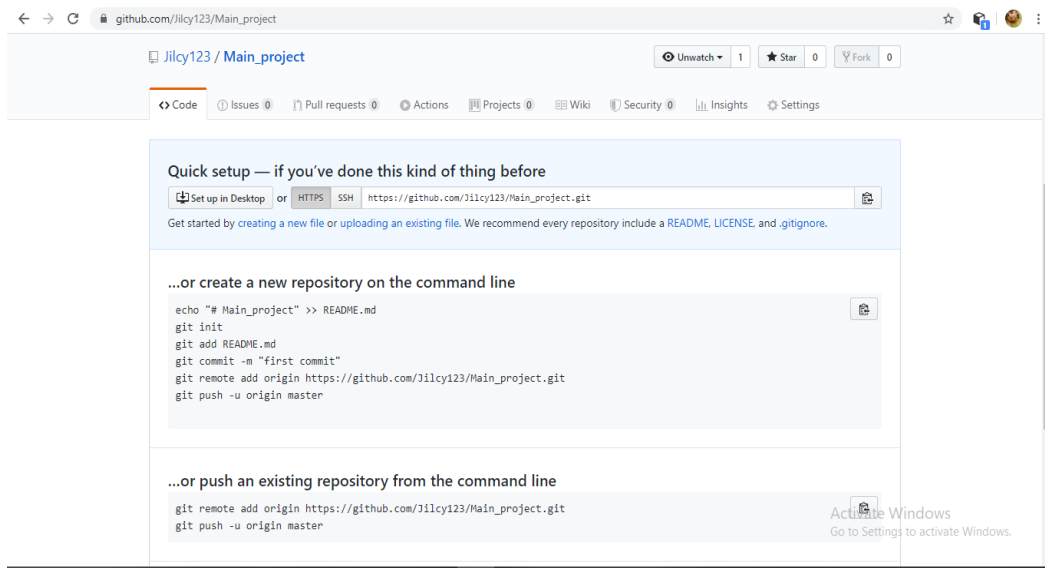 github.com/Jilcy123/Main_project
Jilcy123 / Main_project
Unwatch 1 Star 0 Fork 0
Code Issues 0 Pull requests 0 Actions Projects 0 Wiki Security 0 Insights Settings
Quick setup — if you've done this kind of thing before
Set up in Desktop or HTTPS SSH https://github.com/Jilcy123/Main_project.git
Get started by creating a new file or uploading an existing file. We recommend every repository include a README, LICENSE, and .gitignore.
…or create a new repository on the command line
echo "# Main_project" >> README.md
git init
git add README.md
git commit -m "first commit"
git remote add origin https://github.com/Jilcy123/Main_project.git
git push -u origin master
…or push an existing repository from the command line
git remote add origin https://github.com/Jilcy123/Main_project.git
git push -u origin master
Activate Windows
Go to Settings to activate Windows.